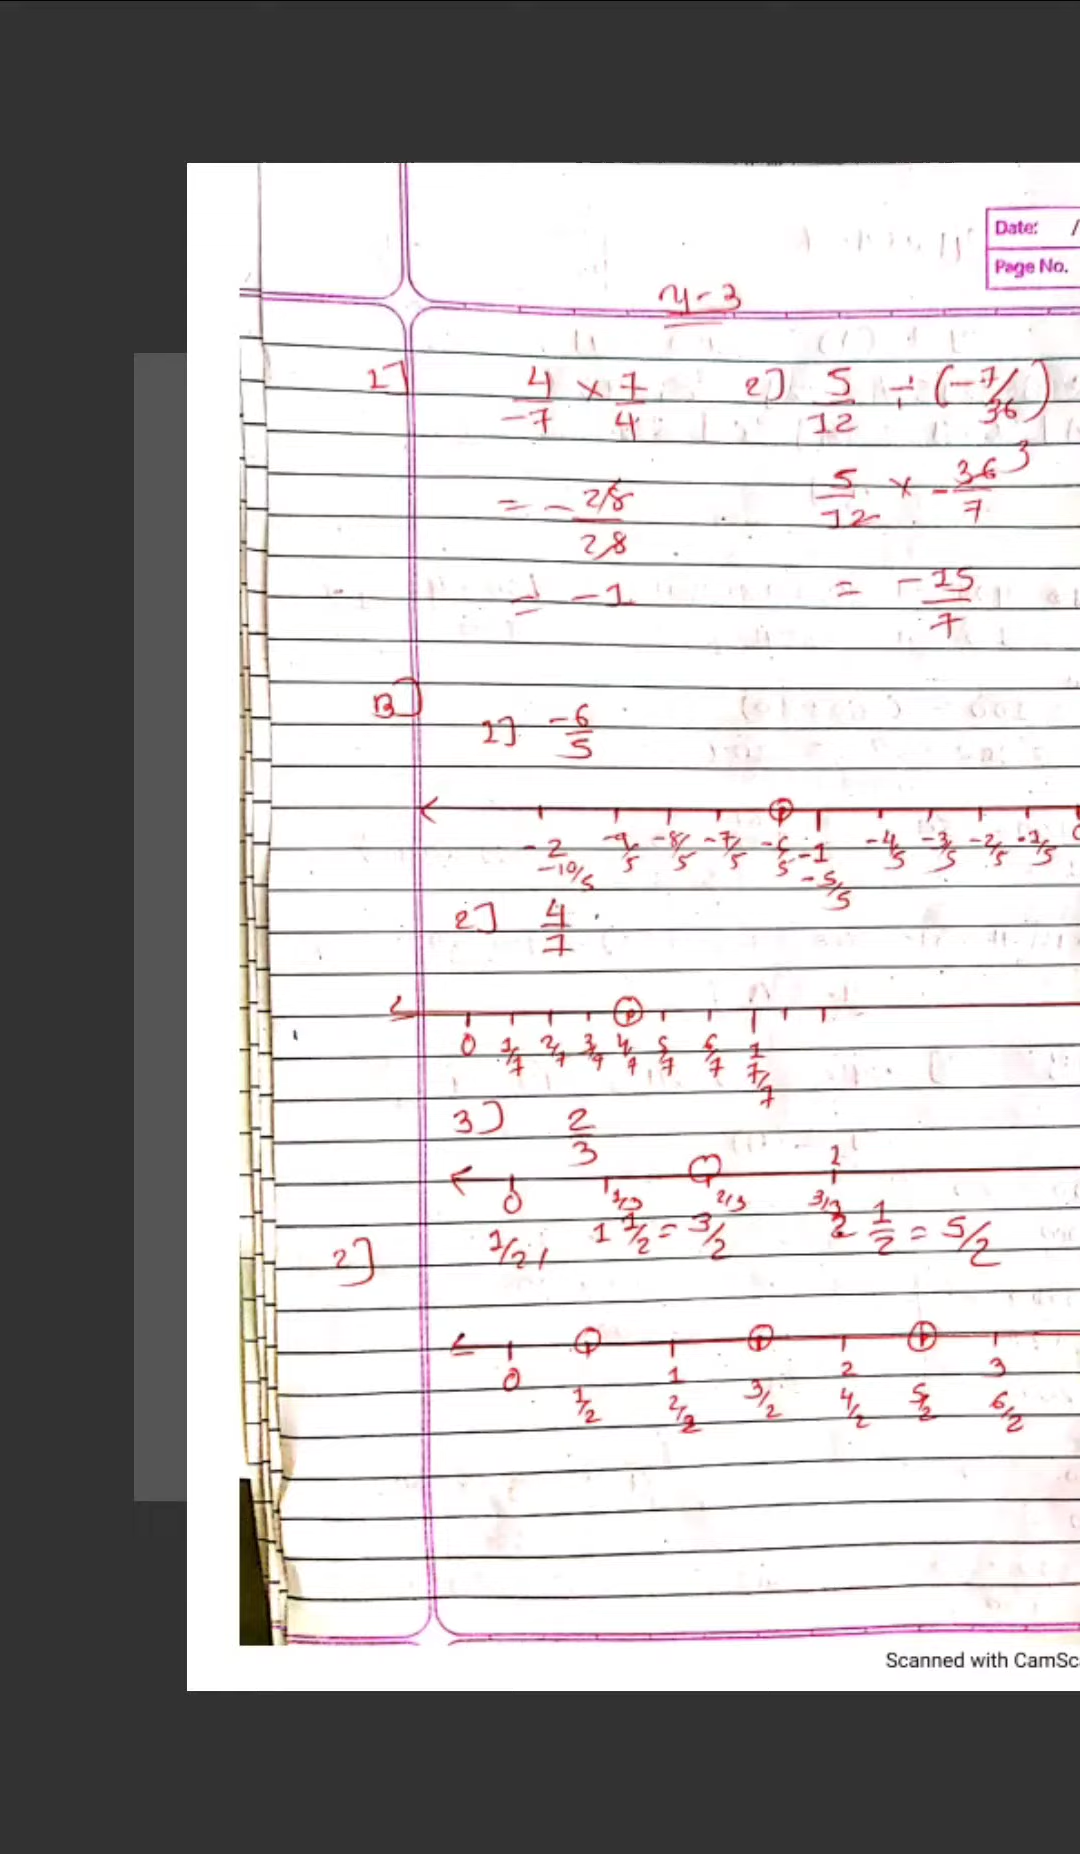 Date: /
Page No.
4-3
1] 4/-7 × 7/4 2] 5/12 ÷ (-7/36)
= -28/28 5/12 × -36/7 3
= -1 = -15/7
B]
1] -6/5
-2 -9/5 -8/5 -7/5 -6/5 -1 -4/5 -3/5 -2/5 -1/5 0
-10/5 -5/5
2] 4/7
P
0 1/7 2/7 3/7 4/7 5/7 6/7 1
7/7
3) 2/3
1
0 1/3 2/3 3/3
2] 1/2, 1 1/2 = 3/2 2 1/2 = 5/2
P P P
0 1/2 1 3/2 2 5/2 3
2/2 4/2 6/2
Scanned with CamSc